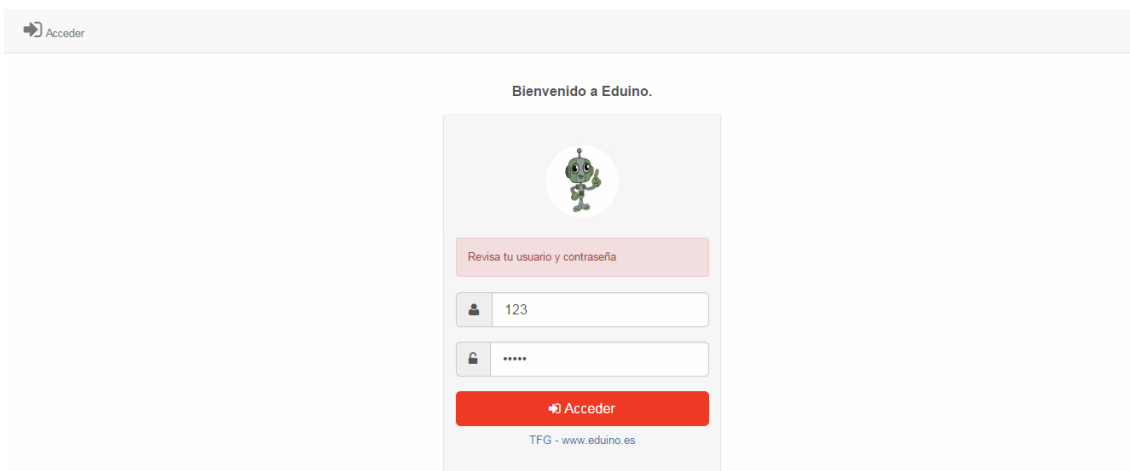 Acceder
Bienvenido a Eduino.
Revisa tu usuario y contraseña
123
•••••
Acceder
TFG - www.eduino.es